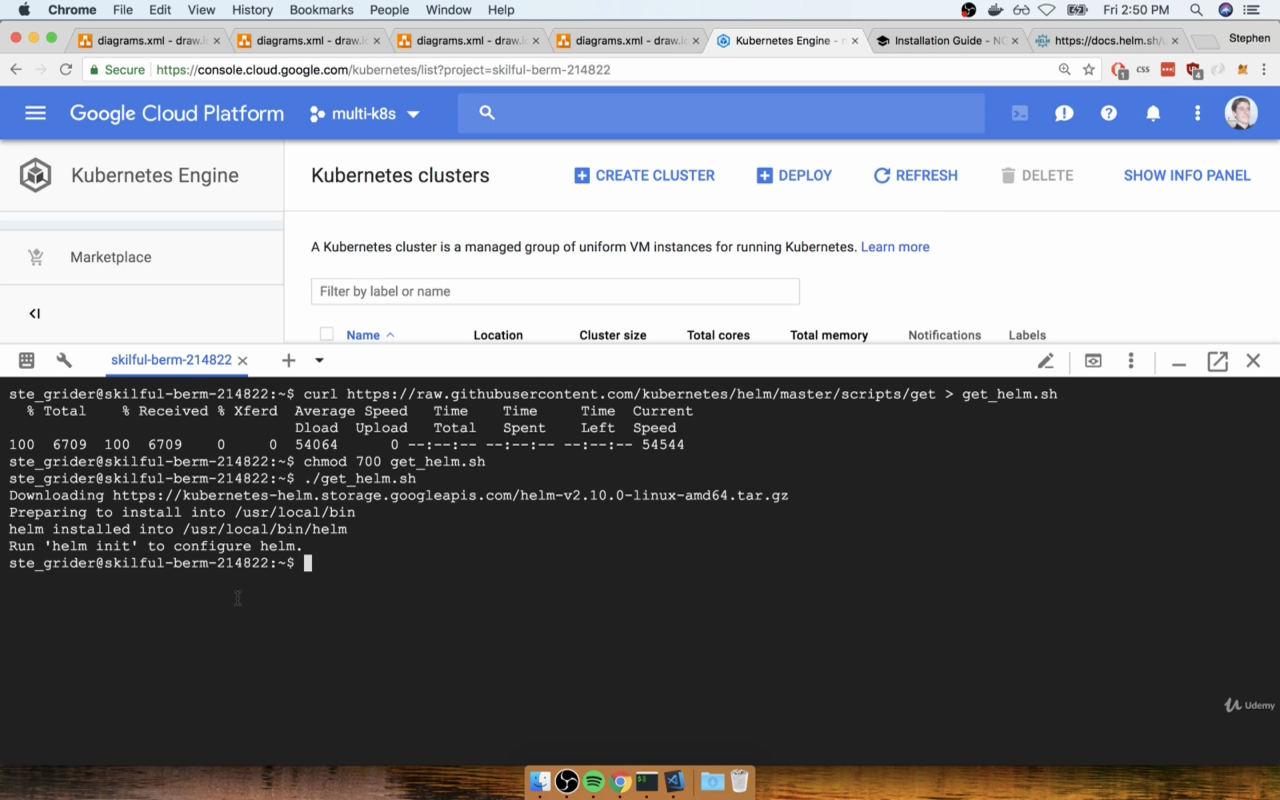 Chrome File Edit View History Bookmarks People Window Help Fri 2:50 PM
diagrams.xml - draw.i diagrams.xml - draw.i diagrams.xml - draw.i diagrams.xml - draw.i Kubernetes Engine - Installation Guide - https://docs.helm.sh/ Stephen
Secure https://console.cloud.google.com/kubernetes/list?project=skilful-berm-214822 1 CSS 4
Google Cloud Platform multi-k8s
Kubernetes Engine Kubernetes clusters CREATE CLUSTER DEPLOY REFRESH DELETE SHOW INFO PANEL
A Kubernetes cluster is a managed group of uniform VM instances for running Kubernetes. Learn more
Marketplace
Filter by label or name
Name Location Cluster size Total cores Total memory Notifications Labels
skilful-berm-214822
ste_grider@skilful-berm-214822:~$ curl https://raw.githubusercontent.com/kubernetes/helm/master/scripts/get > get_helm.sh
% Total % Received % Xferd Average Speed Time Time Time Current
Dload Upload Total Spent Left Speed
100 6709 100 6709 0 0 54064 0 --:--:-- --:--:-- --:--:-- 54544
ste_grider@skilful-berm-214822:~$ chmod 700 get_helm.sh
ste_grider@skilful-berm-214822:~$ ./get_helm.sh
Downloading https://kubernetes-helm.storage.googleapis.com/helm-v2.10.0-linux-amd64.tar.gz
Preparing to install into /usr/local/bin
helm installed into /usr/local/bin/helm
Run 'helm init' to configure helm.
ste_grider@skilful-berm-214822:~$
Udemy